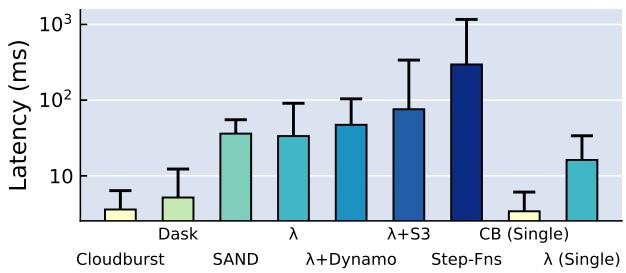 Latency (ms)
10³
10²
10
Dask λ λ+S3 CB (Single)
Cloudburst SAND λ+Dynamo Step-Fns λ (Single)